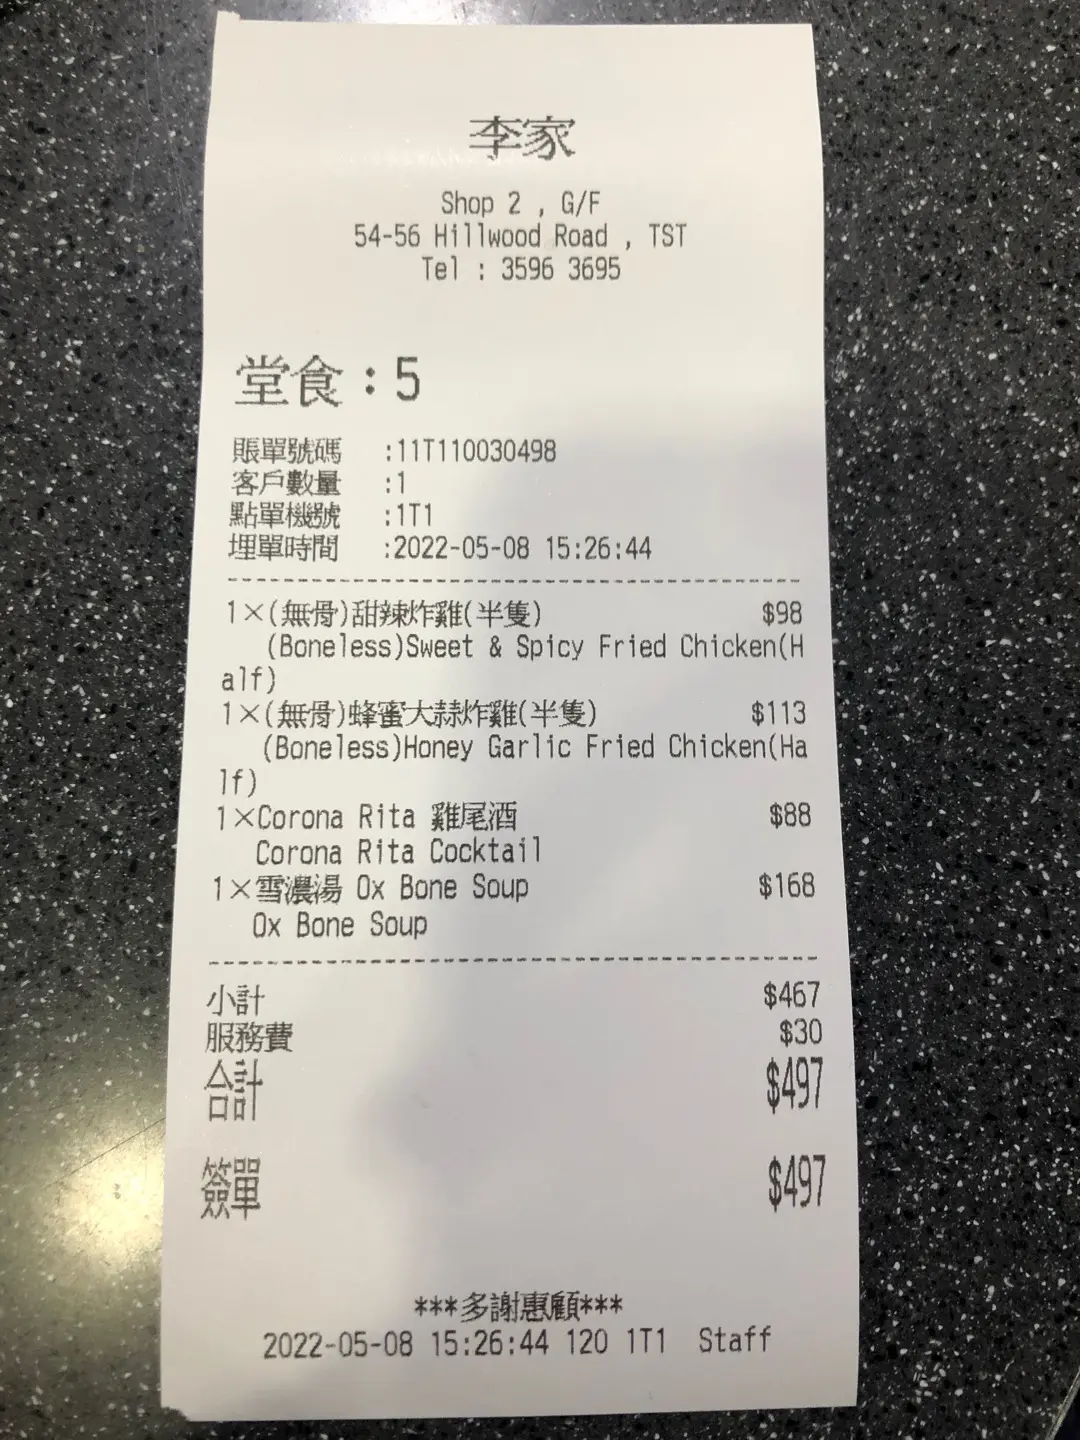 李家
Shop 2 , G/F
54-56 Hillwood Road , TST
Tel : 3596 3695
堂食：5
賬單號碼 :11T110030498
客戶數量 :1
點單機號 :1T1
埋單時間 :2022-05-08 15:26:44
1×(無骨)甜辣炸雞(半隻) $98
(Boneless)Sweet & Spicy Fried Chicken(H
alf)
1×(無骨)蜂蜜大蒜炸雞(半隻) $113
(Boneless)Honey Garlic Fried Chicken(Ha
lf)
1×Corona Rita 雞尾酒 $88
Corona Rita Cocktail
1×雪濃湯 Ox Bone Soup $168
Ox Bone Soup
小計 $467
服務費 $30
合計 $497
簽單 $497
***多謝惠顧***
2022-05-08 15:26:44 120 1T1 Staff